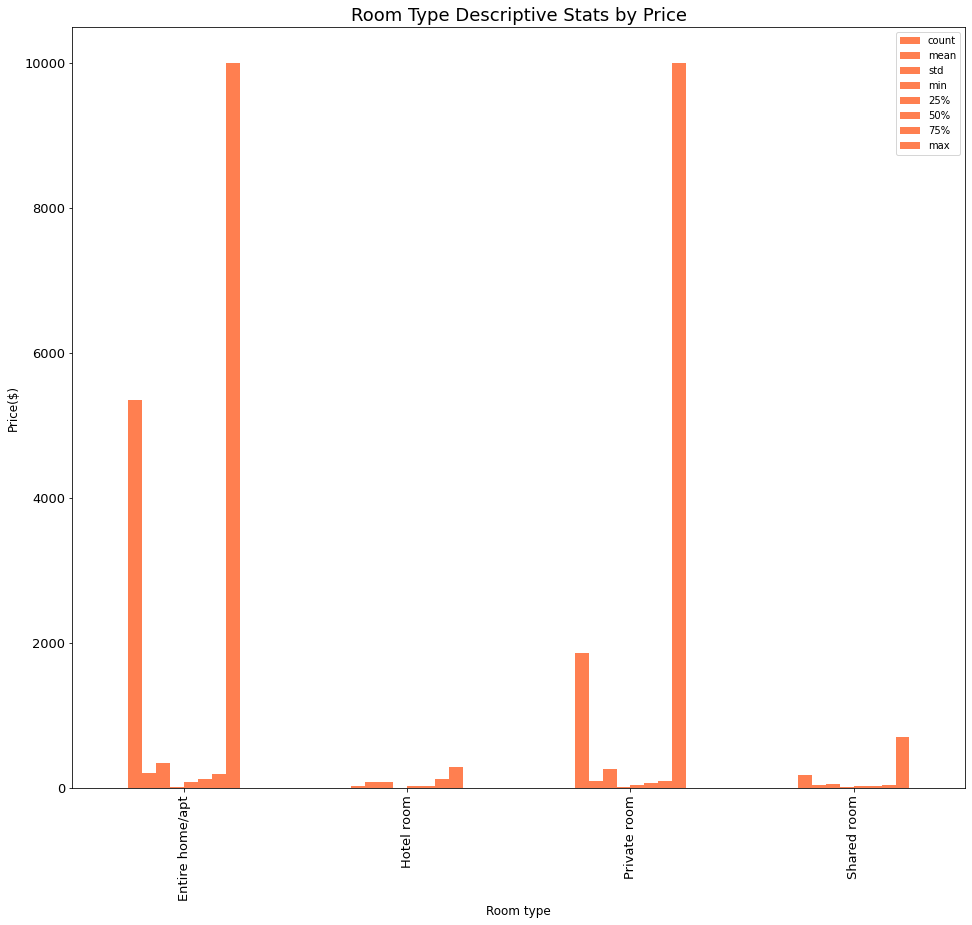 Room Type Descriptive Stats by Price
count
mean
std
min
25%
50%
75%
max
10000
8000
6000
4000
2000
0
Price($)
Entire home/apt
Hotel room
Private room
Shared room
Room type